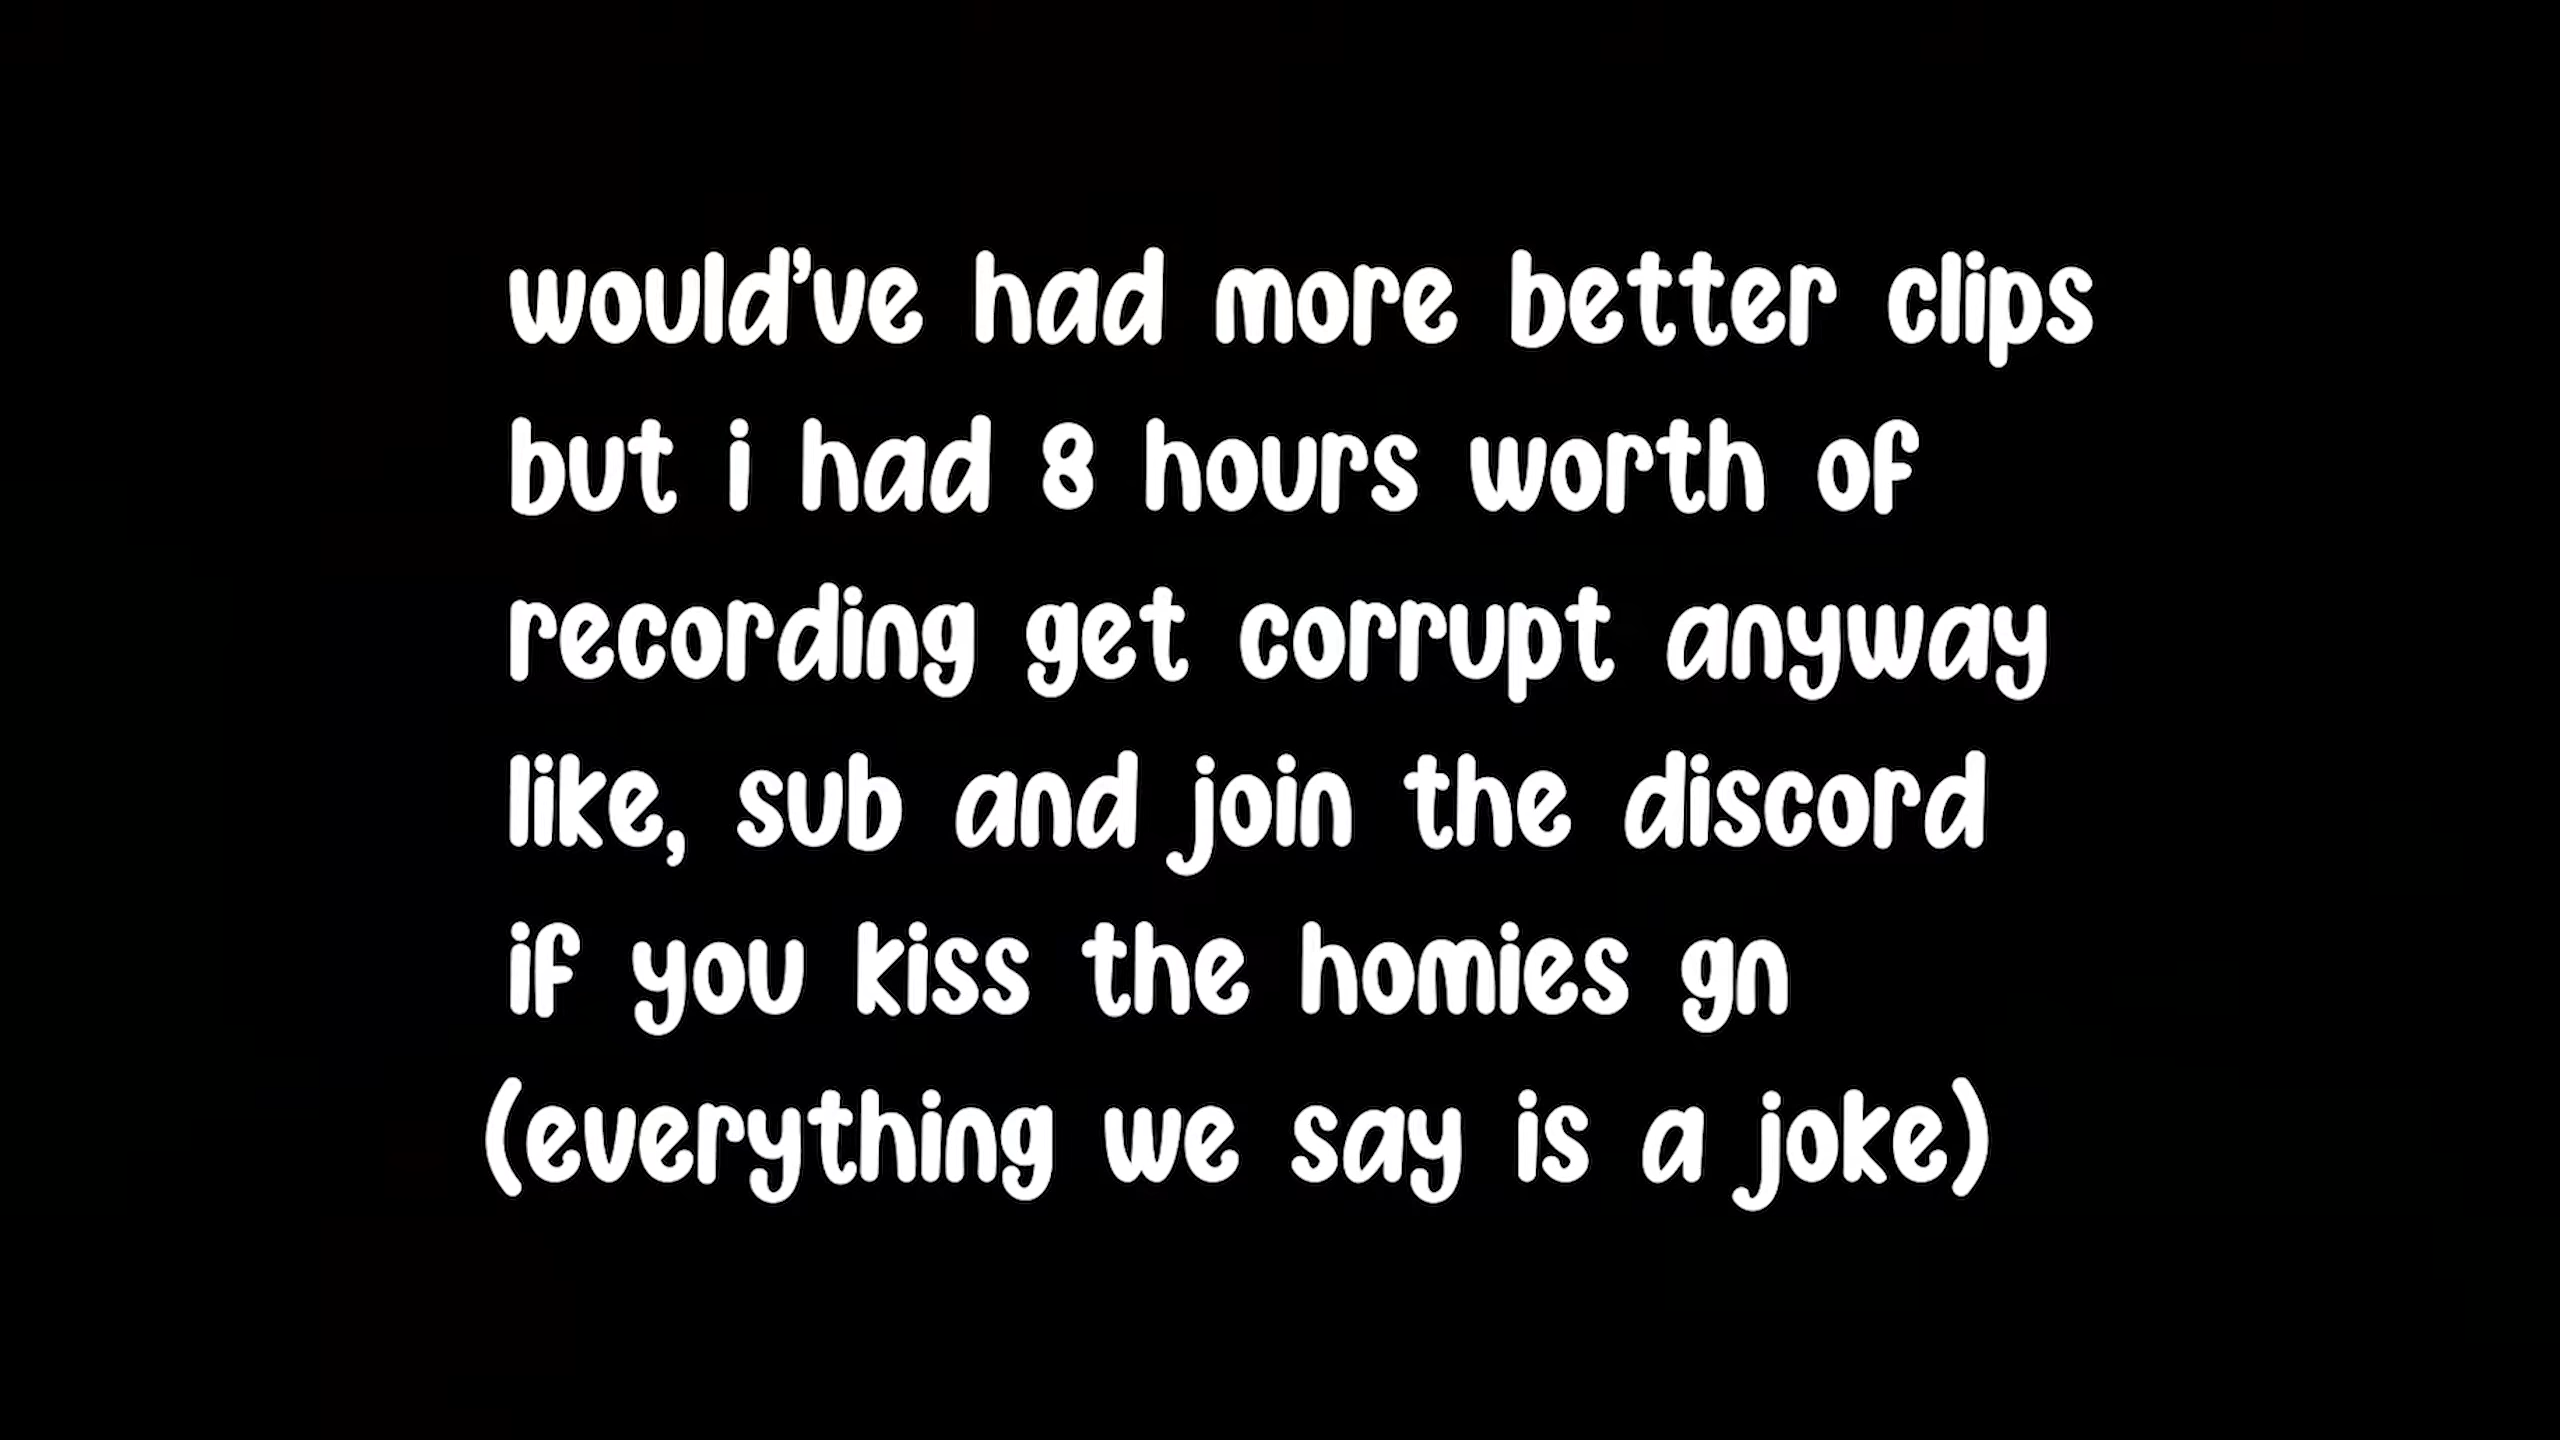 would've had more better clips
but i had 8 hours worth of
recording get corrupt anyway
like, sub and join the discord
if you kiss the homies gn
(everything we say is a joke)